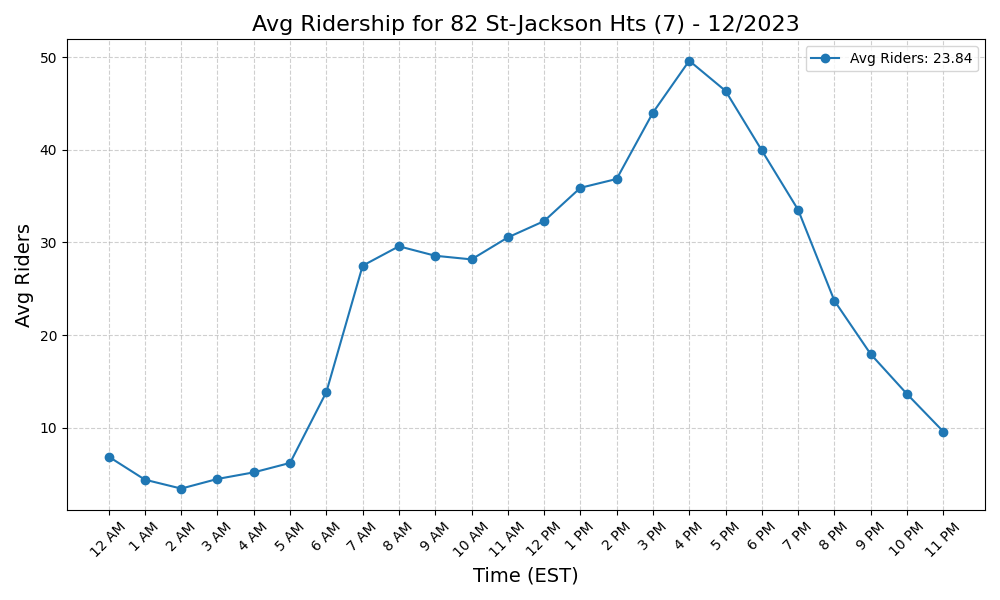 Avg Ridership for 82 St-Jackson Hts (7) - 12/2023
Avg Riders: 23.84
Avg Riders
50
40
30
20
10
12 AM
1 AM
2 AM
3 AM
4 AM
5 AM
6 AM
7 AM
8 AM
9 AM
10 AM
11 AM
12 PM
1 PM
2 PM
3 PM
4 PM
5 PM
6 PM
7 PM
8 PM
9 PM
10 PM
11 PM
Time (EST)